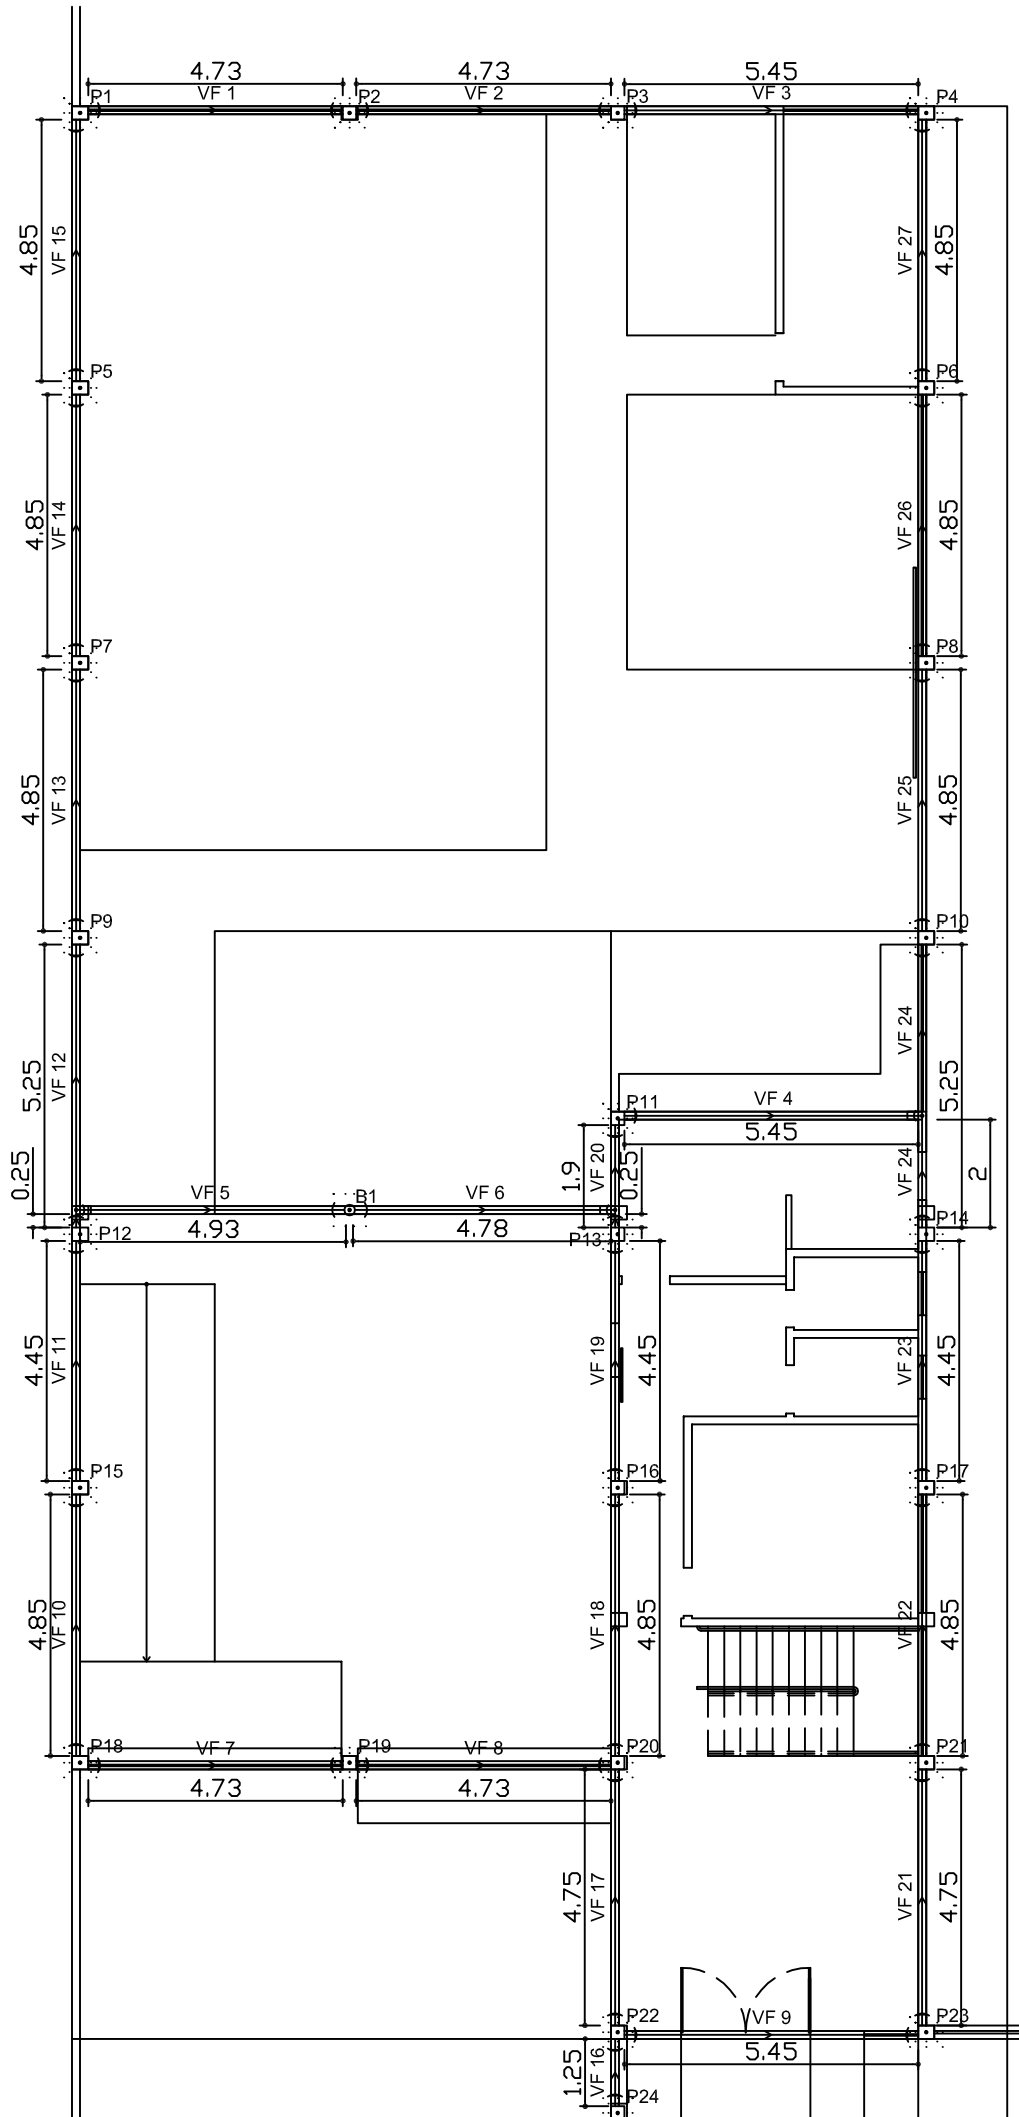 4.73
4.73
5.45
P1
VF 1
P2
VF 2
P3
VF 3
P4
4.85
VF 15
VF 27
4.85
P5
P6
4.85
VF 14
VF 26
4.85
P7
P8
4.85
VF 13
VF 25
4.85
P9
P10
5.25
VF 12
VF 24
5.25
P11
VF 4
5.45
0.25
1.9
VF 20
0.25
VF 24
2
VF 5
B1
VF 6
P12
4.93
4.78
P13
P14
4.45
VF 11
VF 19
4.45
VF 23
4.45
P15
P16
P17
4.85
VF 10
VF 18
4.85
VF 22
4.85
P18
VF 7
P19
VF 8
P20
P21
4.73
4.73
4.75
VF 17
VF 21
4.75
P22
VF 9
P23
5.45
1.25
VF 16
P24